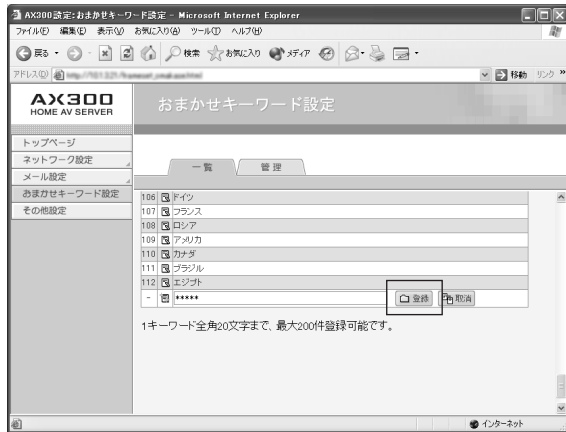 AX300設定:おまかせキーワード設定 - Microsoft Internet Explorer
ファイル(F) 編集(E) 表示(V) お気に入り(A) ツール(T) ヘルプ(H)
戻る 検索 お気に入り メディア
アドレス(D) 移動 リンク »
AX300
HOME AV SERVER
おまかせキーワード設定
トップページ
ネットワーク設定
メール設定
おまかせキーワード設定
その他設定
一覧 管理
106 ドイツ
107 フランス
108 ロシア
109 アメリカ
110 カナダ
111 ブラジル
112 エジプト
- ***** 登録 取消
1キーワード全角20文字まで、最大200件登録可能です。
インターネット